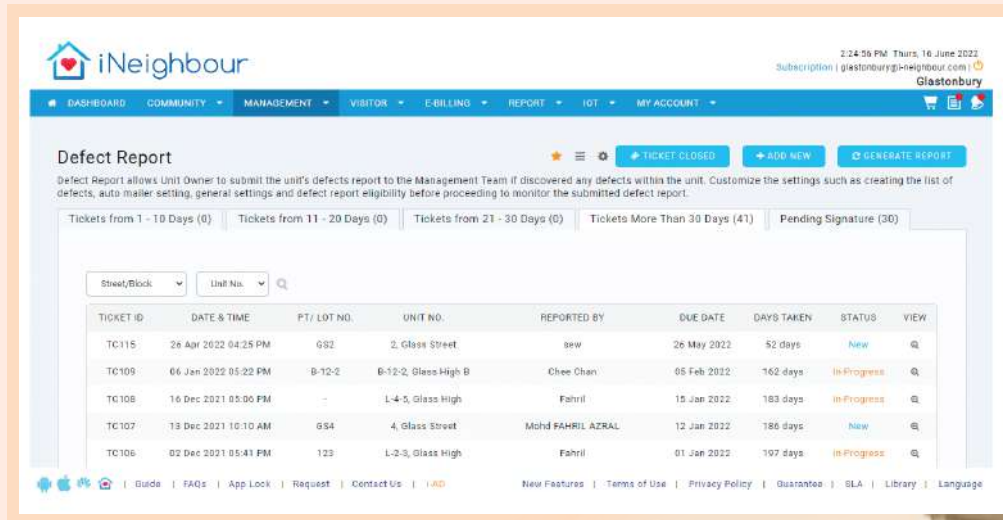 iNeighbour
2:24:56 PM Thurs, 16 June 2022
Subscription | glastonbury@i-neighbour.com |
Glastonbury
DASHBOARD COMMUNITY MANAGEMENT VISITOR E-BILLING REPORT IOT MY ACCOUNT
Defect Report
TICKET CLOSED + ADD NEW GENERATE REPORT
Defect Report allows Unit Owner to submit the unit's defects report to the Management Team if discovered any defects within the unit. Customize the settings such as creating the list of
defects, auto mailer setting, general settings and defect report eligibility before proceeding to monitor the submitted defect report.
Tickets from 1 - 10 Days (0) Tickets from 11 - 20 Days (0) Tickets from 21 - 30 Days (0) Tickets More Than 30 Days (41) Pending Signature (30)
Street/Block Unit No.
TICKET ID DATE & TIME PT/ LOT NO. UNIT NO. REPORTED BY DUE DATE DAYS TAKEN STATUS VIEW
TC115 26 Apr 2022 04:25 PM GS2 2, Glass Street sew 26 May 2022 52 days New
TC109 06 Jan 2022 05:22 PM B-12-2 B-12-2, Glass High B Chee Chan 05 Feb 2022 162 days In-Progress
TC108 16 Dec 2021 05:06 PM - L-4-5, Glass High Fahril 15 Jan 2022 183 days In-Progress
TC107 13 Dec 2021 10:10 AM GS4 4, Glass Street Mohd FAHRIL AZRAL 12 Jan 2022 186 days New
TC106 02 Dec 2021 05:41 PM 123 L-2-3, Glass High Fahril 01 Jan 2022 197 days In-Progress
| Guide | FAQs | App Lock | Request | Contact Us | i-AD New Features | Terms of Use | Privacy Policy | Guarantee | SLA | Library | Language